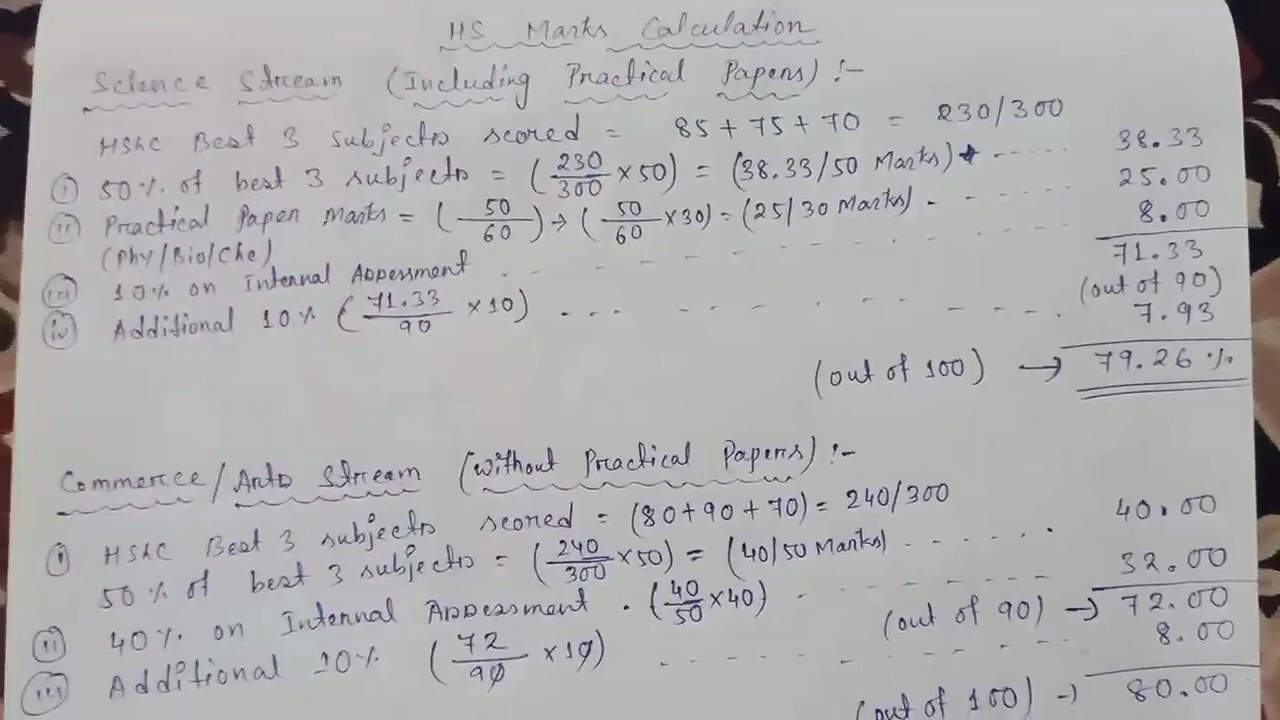 HS Marks Calculation
Science Stream (Including Practical Papers) :-
HSLC Best 3 subjects scored = 85 + 75 + 70 = 230/300
(i) 50% of best 3 subjects = (230/300 × 50) = (38.33/50 Marks) ----- 38.33
(ii) Practical Paper Marks = (50/60) → (50/60 × 30) = (25/30 Marks) - ---- 25.00
(Phy/Bio/Che)
(iii) 10% on Internal Assessment - - - - - - - - 8.00
71.33
(out of 90)
(iv) Additional 10% (71.33/90 × 10) ... - - - - - - 7.93
(out of 100) → 79.26 %
Commerce/Arts Stream (without Practical Papers) :-
(i) HSLC Best 3 subjects scored = (80+90+70) = 240/300
50% of best 3 subjects = (240/300 × 50) = (40/50 Marks) - - - - - 40.00
(ii) 40% on Internal Assessment . (40/50 × 40) - - - - - - - 32.00
(out of 90) → 72.00
(iii) Additional 10% (72/90 × 10) - - - - - - - - 8.00
(out of 100) → 80.00